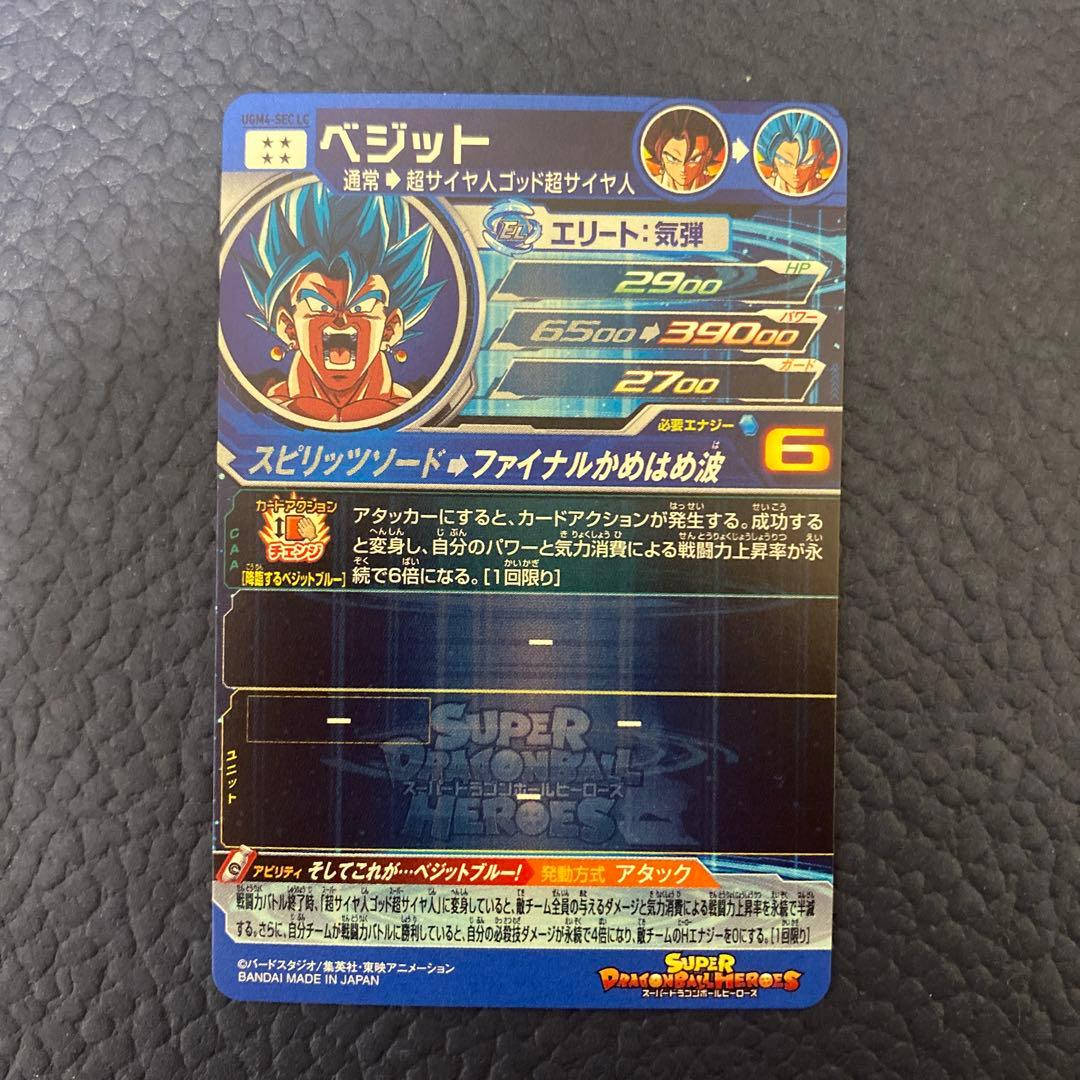 UGM4-SEC LC
ベジット
通常➡超サイヤ人ゴッド超サイヤ人
EL エリート:気弾
HP
2900
パワー
6500➡39000
ガード
2700
必要エナジー 6
スピリッツソード➡ファイナルかめはめ波
CAA
カードアクション
チェンジ
[降臨するベジットブルー]
アタッカーにすると、カードアクションが発生する。成功する
と変身し、自分のパワーと気力消費による戦闘力上昇率が永
続で6倍になる。[1回限り]
ー
ユニット
ー
ー
ー
SUPER
DRAGONBALL
スーパードラゴンボールヒーローズ
HEROES
アビリティ そしてこれが…ベジットブルー! 発動方式 アタック
戦闘力バトル終了時、「超サイヤ人ゴッド超サイヤ人」に変身していると、敵チーム全員の与えるダメージと気力消費による戦闘力上昇率を永続で半減
する。さらに、自分チームが戦闘力バトルに勝利していると、自分の必殺技ダメージが永続で4倍になり、敵チームのHエナジーを0にする。[1回限り]
©バードスタジオ/集英社・東映アニメーション
BANDAI MADE IN JAPAN
SUPER
DRAGONBALL HEROES
スーパードラゴンボールヒーローズ